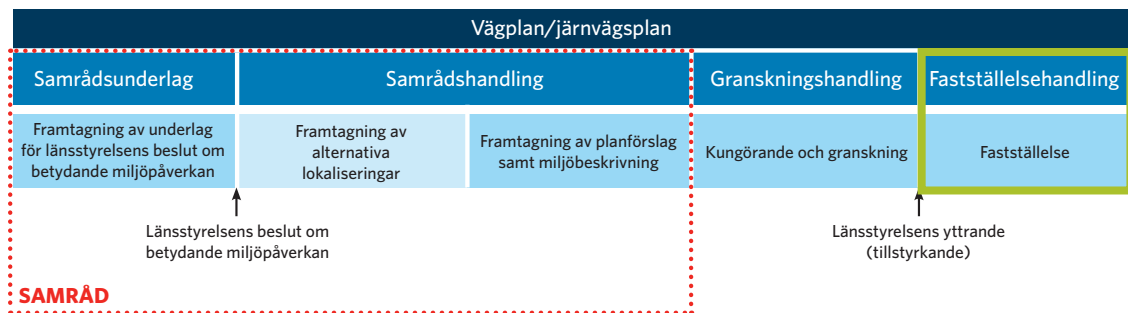 Vägplan/järnvägsplan
Samrådsunderlag
Samrådshandling
Granskningshandling
Fastställelsehandling
Framtagning av underlag
för länsstyrelsens beslut om
betydande miljöpåverkan
Framtagning av
alternativa
lokaliseringar
Framtagning av planförslag
samt miljöbeskrivning
Kungörande och granskning
Fastställelse
Länsstyrelsens beslut om
betydande miljöpåverkan
Länsstyrelsens yttrande
(tillstyrkande)
SAMRÅD